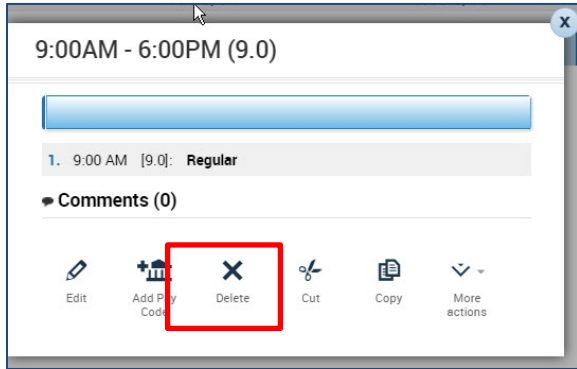 X
9:00AM - 6:00PM (9.0)
1. 9:00 AM [9.0]: Regular
Comments (0)
Edit
Add Pay
Code
Delete
Cut
Copy
More
actions